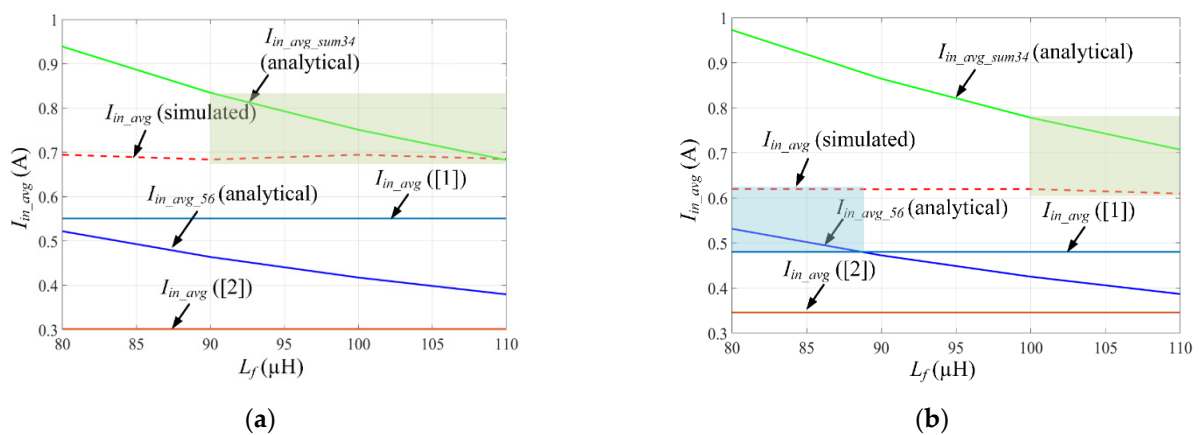 1
0.9
0.8
0.7
0.6
0.5
0.4
0.3
I_in_avg (A)
I_in_avg_sum34
(analytical)
I_in_avg (simulated)
I_in_avg ([1])
I_in_avg_56 (analytical)
I_in_avg ([2])
80 85 90 95 100 105 110
L_f (µH)
(a)
1
0.9
0.8
0.7
0.6
0.5
0.4
0.3
I_in_avg (A)
I_in_avg_sum34 (analytical)
I_in_avg (simulated)
I_in_avg_56 (analytical)
I_in_avg ([1])
I_in_avg ([2])
80 85 90 95 100 105 110
L_f (µH)
(b)